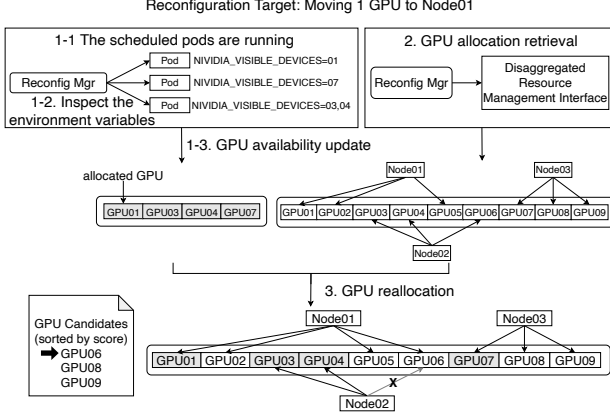 Reconfiguration Target: Moving 1 GPU to Node01
1-1 The scheduled pods are running
Reconfig Mgr
Pod NIVIDIA_VISIBLE_DEVICES=01
Pod NIVIDIA_VISIBLE_DEVICES=07
Pod NIVIDIA_VISIBLE_DEVICES=03,04
1-2. Inspect the
environment variables
2. GPU allocation retrieval
Reconfig Mgr
Disaggregated
Resource
Management Interface
1-3. GPU availability update
allocated GPU
GPU01 GPU03 GPU04 GPU07
Node01 Node03
GPU01 GPU02 GPU03 GPU04 GPU05 GPU06 GPU07 GPU08 GPU09
Node02
3. GPU reallocation
GPU Candidates
(sorted by score)
GPU06
GPU08
GPU09
Node01 Node03
GPU01 GPU02 GPU03 GPU04 GPU05 GPU06 GPU07 GPU08 GPU09
x
Node02